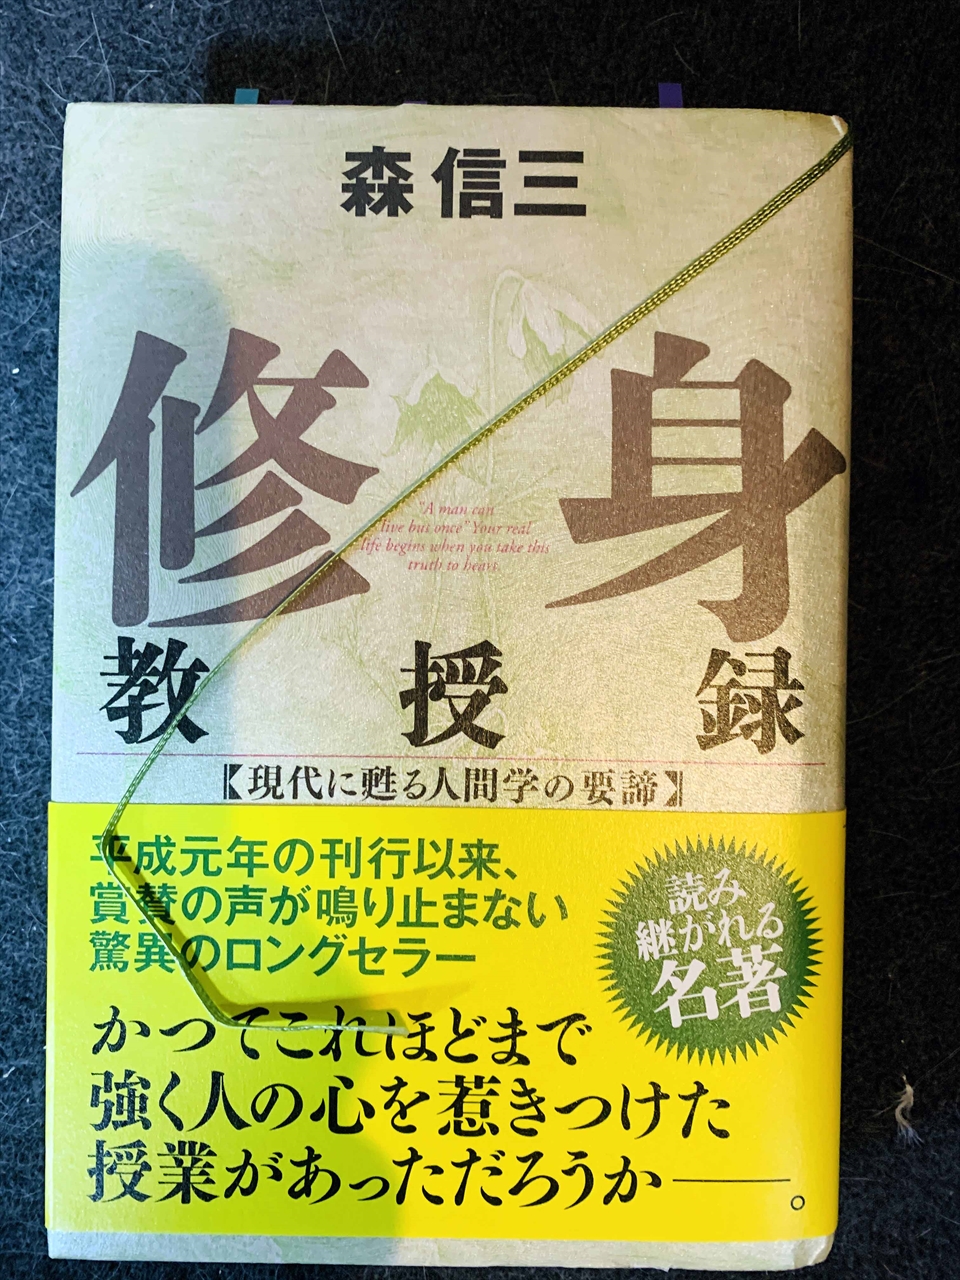 森信三
修身
"A man can
live but once" Your real
life begins when you take this
truth to heart.
教授録
【現代に甦る人間学の要諦】
平成元年の刊行以来、
賞賛の声が鳴り止まない
驚異のロングセラー
読み
継がれる
名著
かつてこれほどまで
強く人の心を惹きつけた
授業があっただろうか――。